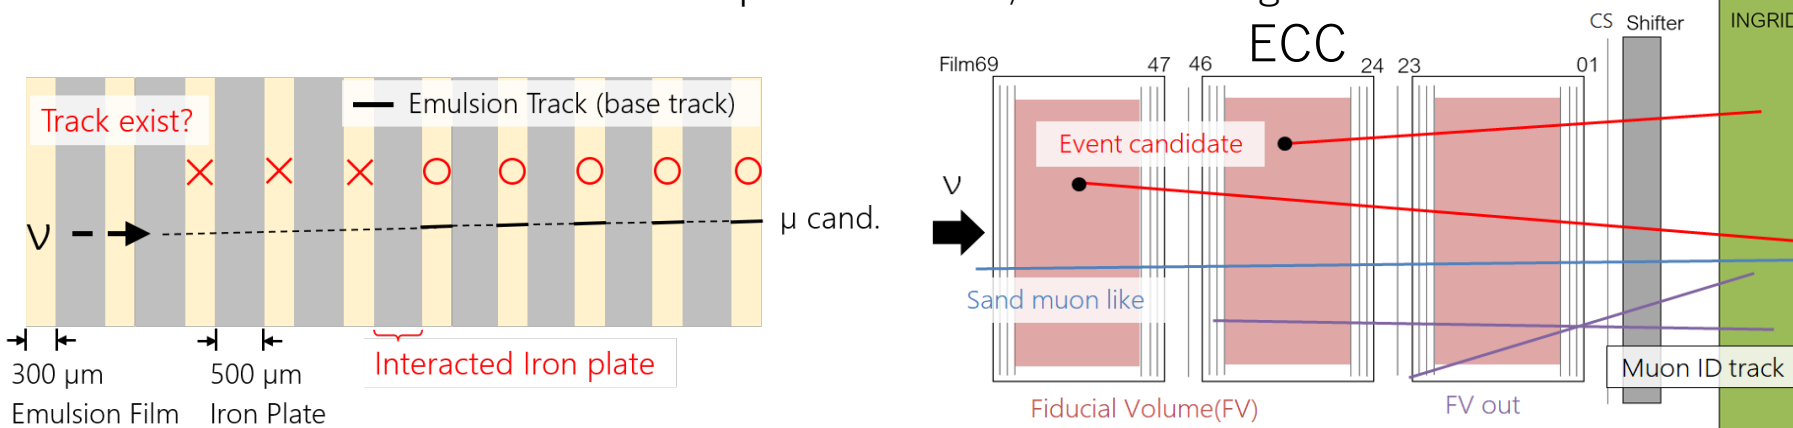 ECC
Track exist?
Emulsion Track (base track)
ν
μ cand.
300 μm
Emulsion Film
500 μm
Iron Plate
Interacted Iron plate
CS
Shifter
INGRID
Film69
47
46
24
23
01
Event candidate
ν
Sand muon like
Muon ID track
Fiducial Volume(FV)
FV out